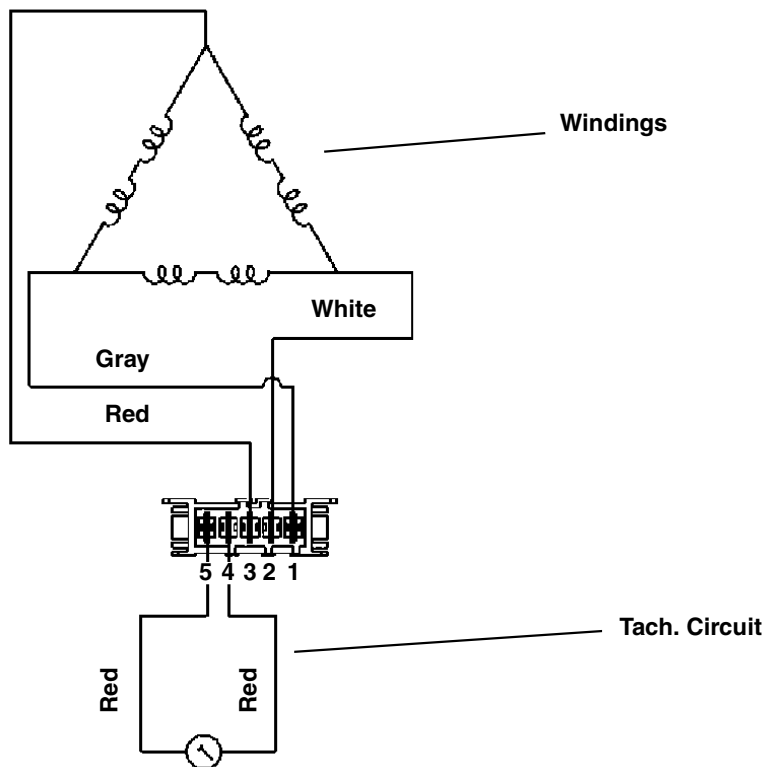 Windings
White
Gray
Red
5 4 3 2 1
Tach. Circuit
Red
Red